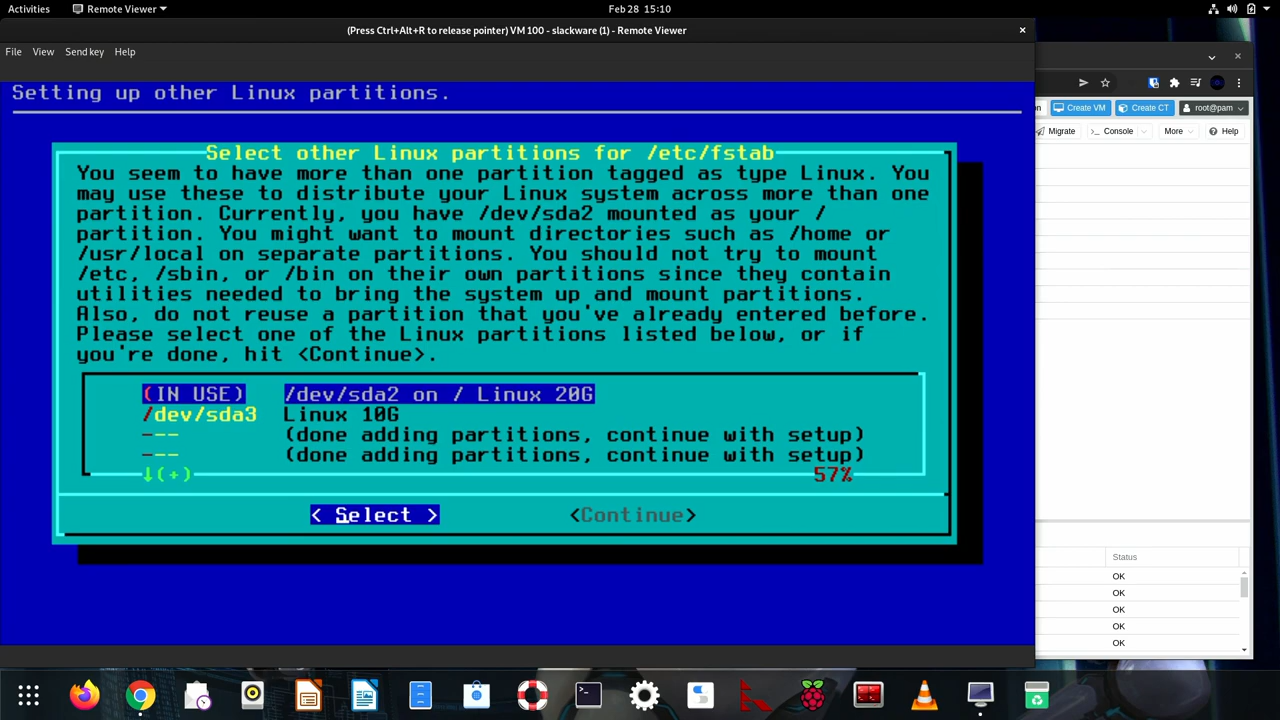 Activities
Remote Viewer
Feb 28 15:10
(Press Ctrl+Alt+R to release pointer) VM 100 - slackware (1) - Remote Viewer
File View Send key Help
Create VM
Create CT
root@pam
Migrate
Console
More
Help
Setting up other Linux partitions.
Select other Linux partitions for /etc/fstab
You seem to have more than one partition tagged as type Linux. You
may use these to distribute your Linux system across more than one
partition. Currently, you have /dev/sda2 mounted as your /
partition. You might want to mount directories such as /home or
/usr/local on separate partitions. You should not try to mount
/etc, /sbin, or /bin on their own partitions since they contain
utilities needed to bring the system up and mount partitions.
Also, do not reuse a partition that you've already entered before.
Please select one of the Linux partitions listed below, or if
you're done, hit <Continue>.
(IN USE) /dev/sda2 on / Linux 20G
/dev/sda3 Linux 10G
--- (done adding partitions, continue with setup)
--- (done adding partitions, continue with setup)
↓(+) 57%
< Select > <Continue>
Status
OK
OK
OK
OK
OK